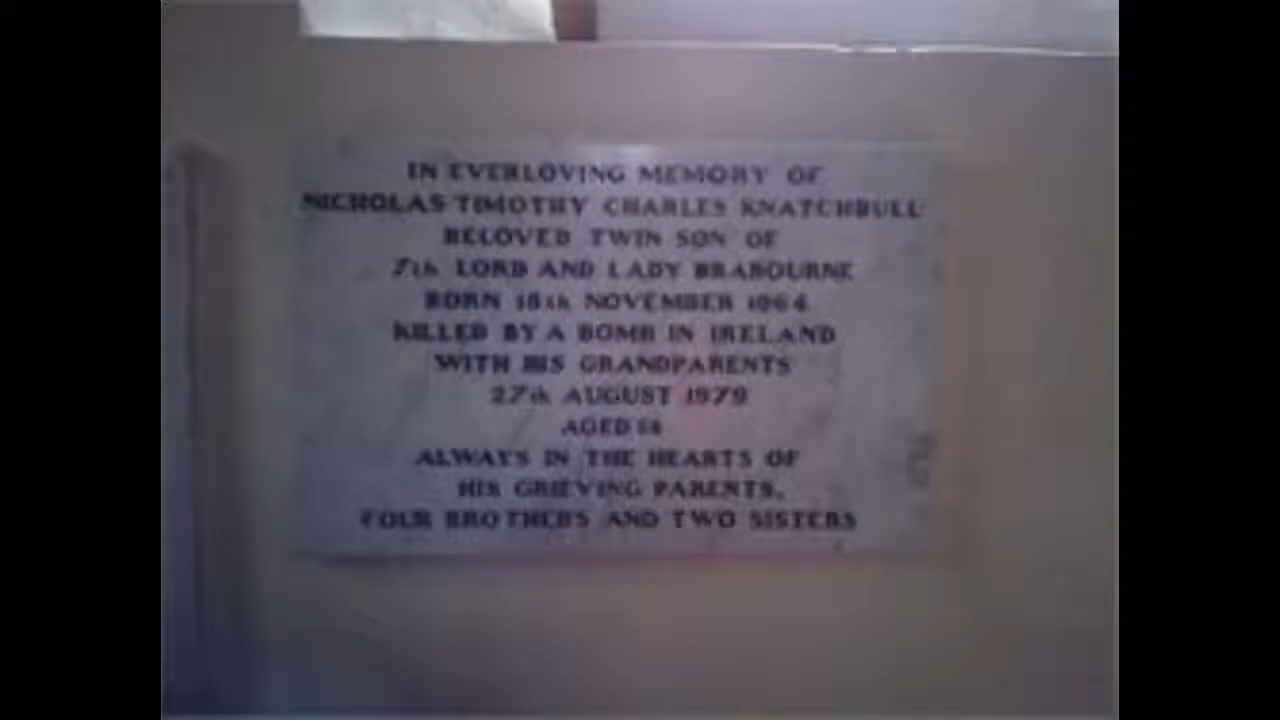 IN EVERLOVING MEMORY OF
NICHOLAS TIMOTHY CHARLES KNATCHBULL
BELOVED TWIN SON OF
7th LORD AND LADY BRABOURNE
BORN 18th NOVEMBER 1964
KILLED BY A BOMB IN IRELAND
WITH HIS GRANDPARENTS
27th AUGUST 1979
AGED 14
ALWAYS IN THE HEARTS OF
HIS GRIEVING PARENTS,
FOUR BROTHERS AND TWO SISTERS